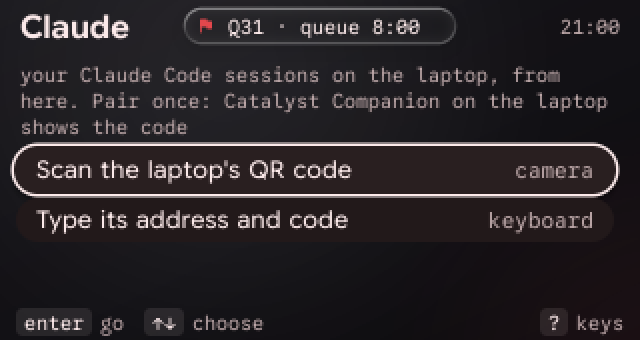 Claude
Q31 · queue 8:00
21:00
your Claude Code sessions on the laptop, from
here. Pair once: Catalyst Companion on the laptop
shows the code
Scan the laptop's QR code camera
Type its address and code keyboard
enter go ↑↓ choose ? keys